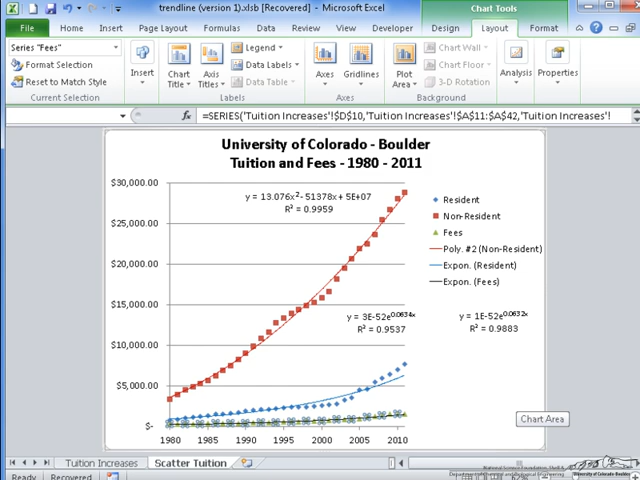 trendline (version 1).xlsb [Recovered] - Microsoft Excel
Chart Tools
File Home Insert Page Layout Formulas Data Review View Developer Design Layout Format
Series "Fees"
Format Selection
Reset to Match Style
Current Selection
Insert
Chart Title
Axis Titles
Legend
Data Labels
Data Table
Labels
Axes
Gridlines
Axes
Plot Area
Chart Wall
Chart Floor
3-D Rotation
Background
Analysis
Properties
fx =SERIES('Tuition Increases'!$D$10,'Tuition Increases'!$A$11:$A$42,'Tuition Increases'!
University of Colorado - Boulder
Tuition and Fees - 1980 - 2011
$30,000.00
$25,000.00
$20,000.00
$15,000.00
$10,000.00
$5,000.00
$-
y = 13.076x² - 51378x + 5E+07
R² = 0.9959
Resident
Non-Resident
Fees
Poly. #2 (Non-Resident)
Expon. (Resident)
Expon. (Fees)
y = 3E-52e^0.0634x
R² = 0.9537
y = 1E-52e^0.0632x
R² = 0.9883
Chart Area
1980 1985 1990 1995 2000 2005 2010
Tuition Increases Scatter Tuition
Ready Recovered 62%